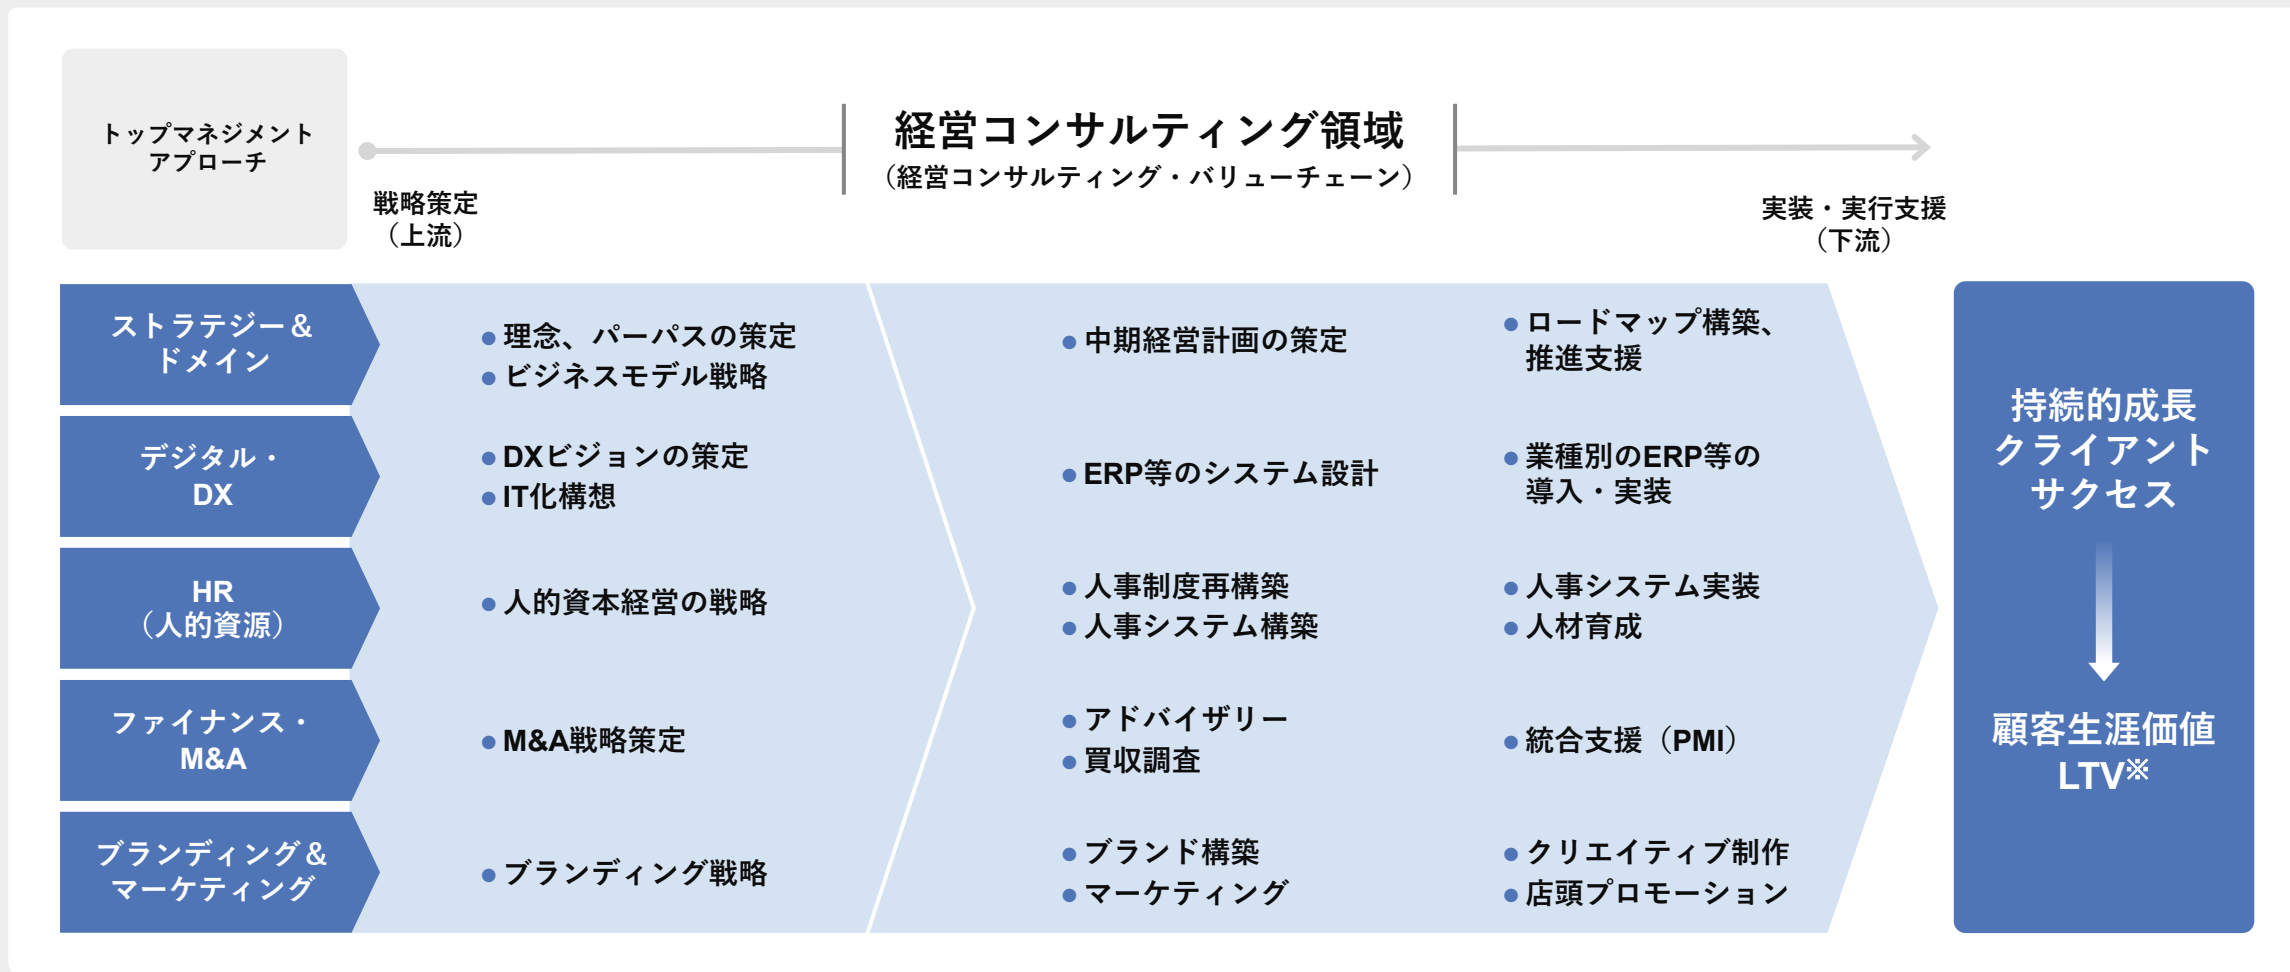 トップマネジメント
アプローチ
経営コンサルティング領域
（経営コンサルティング・バリューチェーン）
戦略策定
（上流）
実装・実行支援
（下流）
ストラテジー＆
ドメイン
●理念、パーパスの策定
●ビジネスモデル戦略
●中期経営計画の策定
●ロードマップ構築、
推進支援
デジタル・
DX
●DXビジョンの策定
●IT化構想
●ERP等のシステム設計
●業種別のERP等の
導入・実装
HR
（人的資源）
●人的資本経営の戦略
●人事制度再構築
●人事システム構築
●人事システム実装
●人材育成
ファイナンス・
M&A
●M&A戦略策定
●アドバイザリー
●買収調査
●統合支援（PMI）
ブランディング＆
マーケティング
●ブランディング戦略
●ブランド構築
●マーケティング
●クリエイティブ制作
●店頭プロモーション
持続的成長
クライアント
サクセス
顧客生涯価値
LTV※